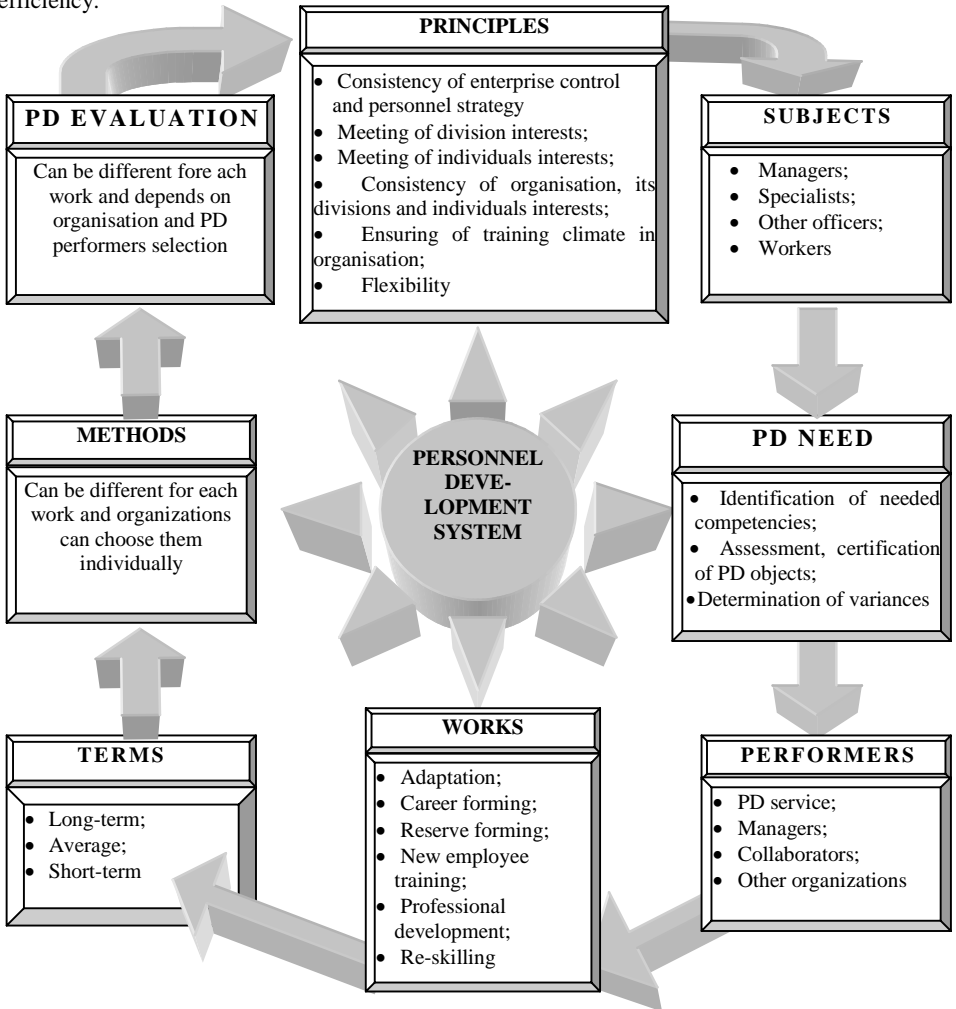 efficiency.
PRINCIPLES
• Consistency of enterprise control
and personnel strategy
• Meeting of division interests;
• Meeting of individuals interests;
• Consistency of organisation, its
divisions and individuals interests;
• Ensuring of training climate in
organisation;
• Flexibility
SUBJECTS
• Managers;
• Specialists;
• Other officers;
• Workers
PD NEED
• Identification of needed
competencies;
• Assessment, certification
of PD objects;
• Determination of variances
PERFORMERS
• PD service;
• Managers;
• Collaborators;
• Other organizations
WORKS
• Adaptation;
• Career forming;
• Reserve forming;
• New employee
training;
• Professional
development;
• Re-skilling
TERMS
• Long-term;
• Average;
• Short-term
METHODS
Can be different for each
work and organizations
can choose them
individually
PD EVALUATION
Can be different fore ach
work and depends on
organisation and PD
performers selection
PERSONNEL
DEVE-
LOPMENT
SYSTEM